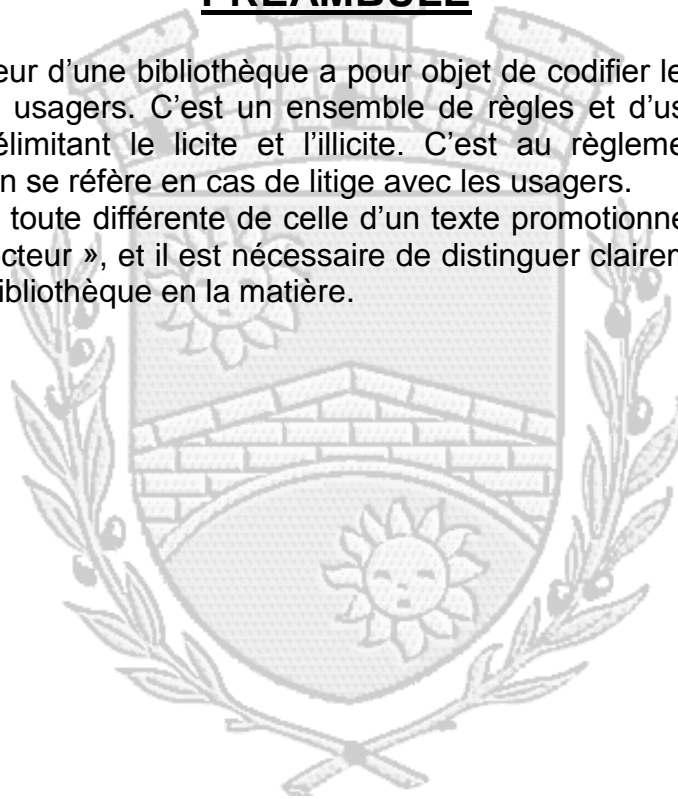 PREAMBULE
eur d’une bibliothèque a pour objet de codifier le
usagers. C’est un ensemble de règles et d’us
élimitant le licite et l’illicite. C’est au règleme
n se réfère en cas de litige avec les usagers.
toute différente de celle d’un texte promotionne
cteur », et il est nécessaire de distinguer clairem
ibliothèque en la matière.